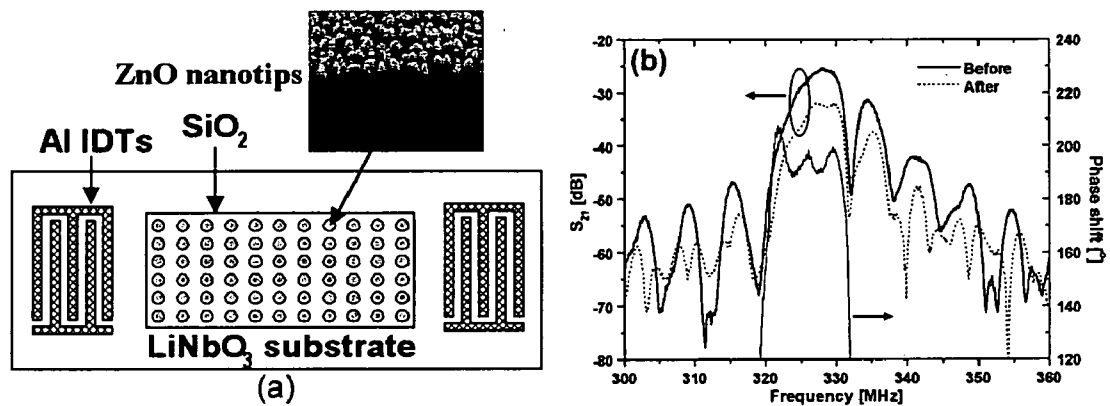 ZnO nanotips
SiO₂
Al IDTs
LiNbO₃ substrate
(a)
(b)
Before
After
S₂₁ [dB]
-20
-30
-40
-50
-60
-70
-80
300 310 320 330 340 350 360
Frequency [MHz]
240
220
200
180
160
140
120
Phase shift [°]